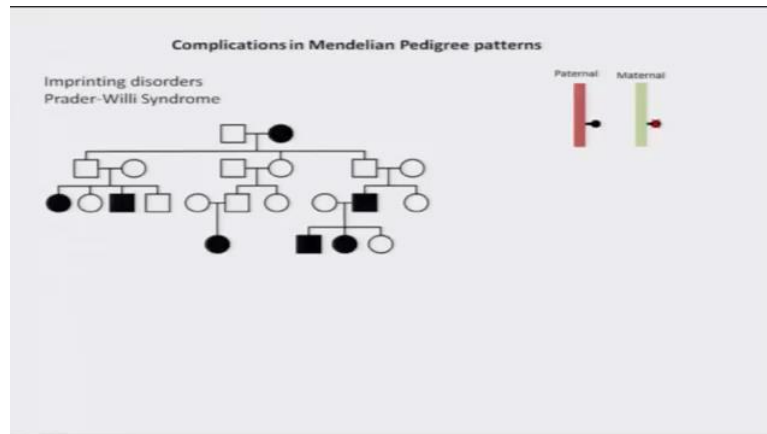 Complications in Mendelian Pedigree patterns
Imprinting disorders
Prader-Willi Syndrome
Paternal Maternal